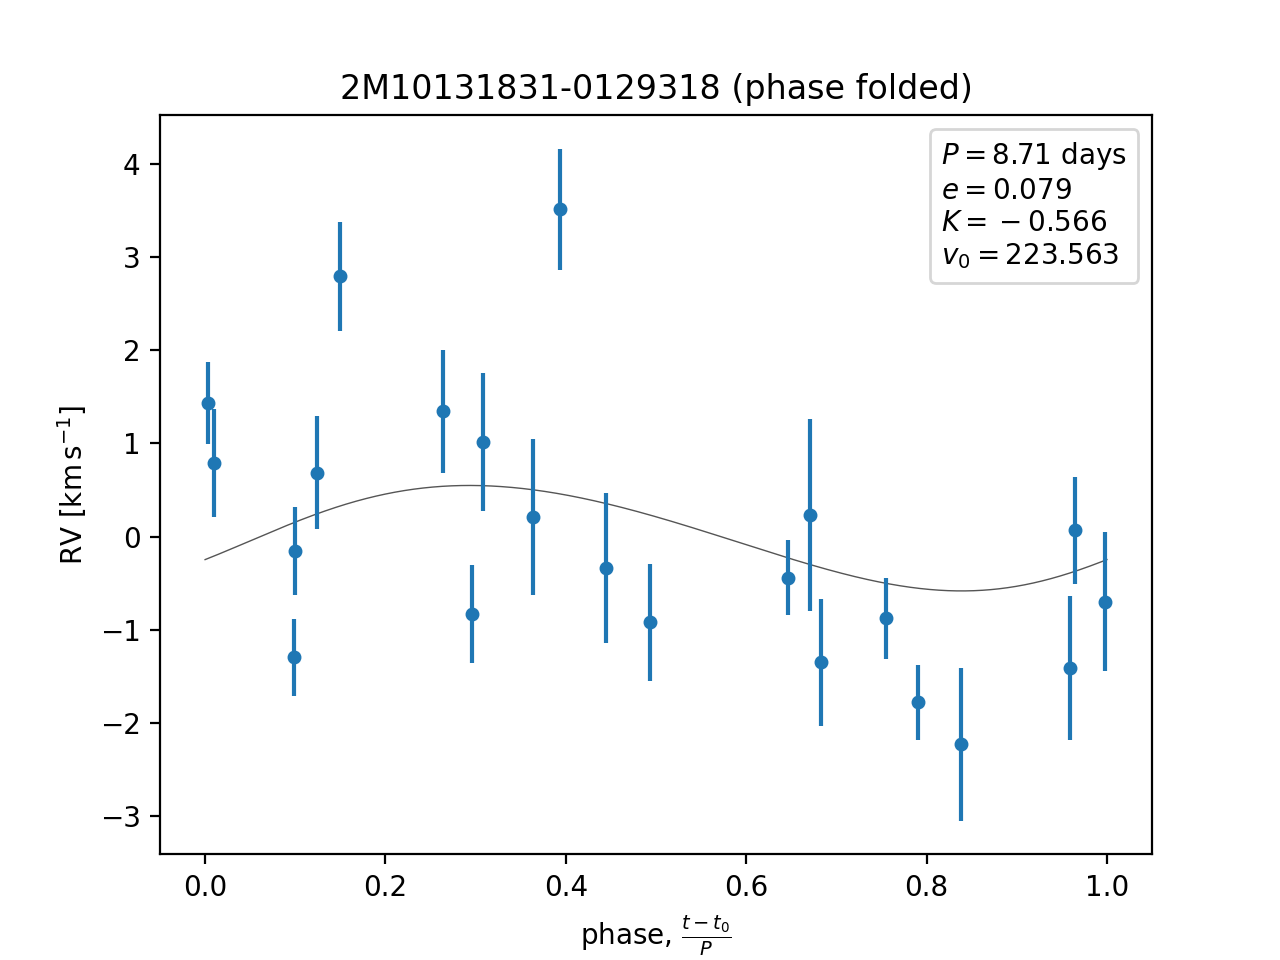 2M10131831-0129318 (phase folded)
P = 8.71 days
e = 0.079
K = −0.566
v₀ = 223.563
4
3
2
1
0
−1
−2
−3
RV [km s⁻¹]
0.0 0.2 0.4 0.6 0.8 1.0
phase, (t − t₀)/P